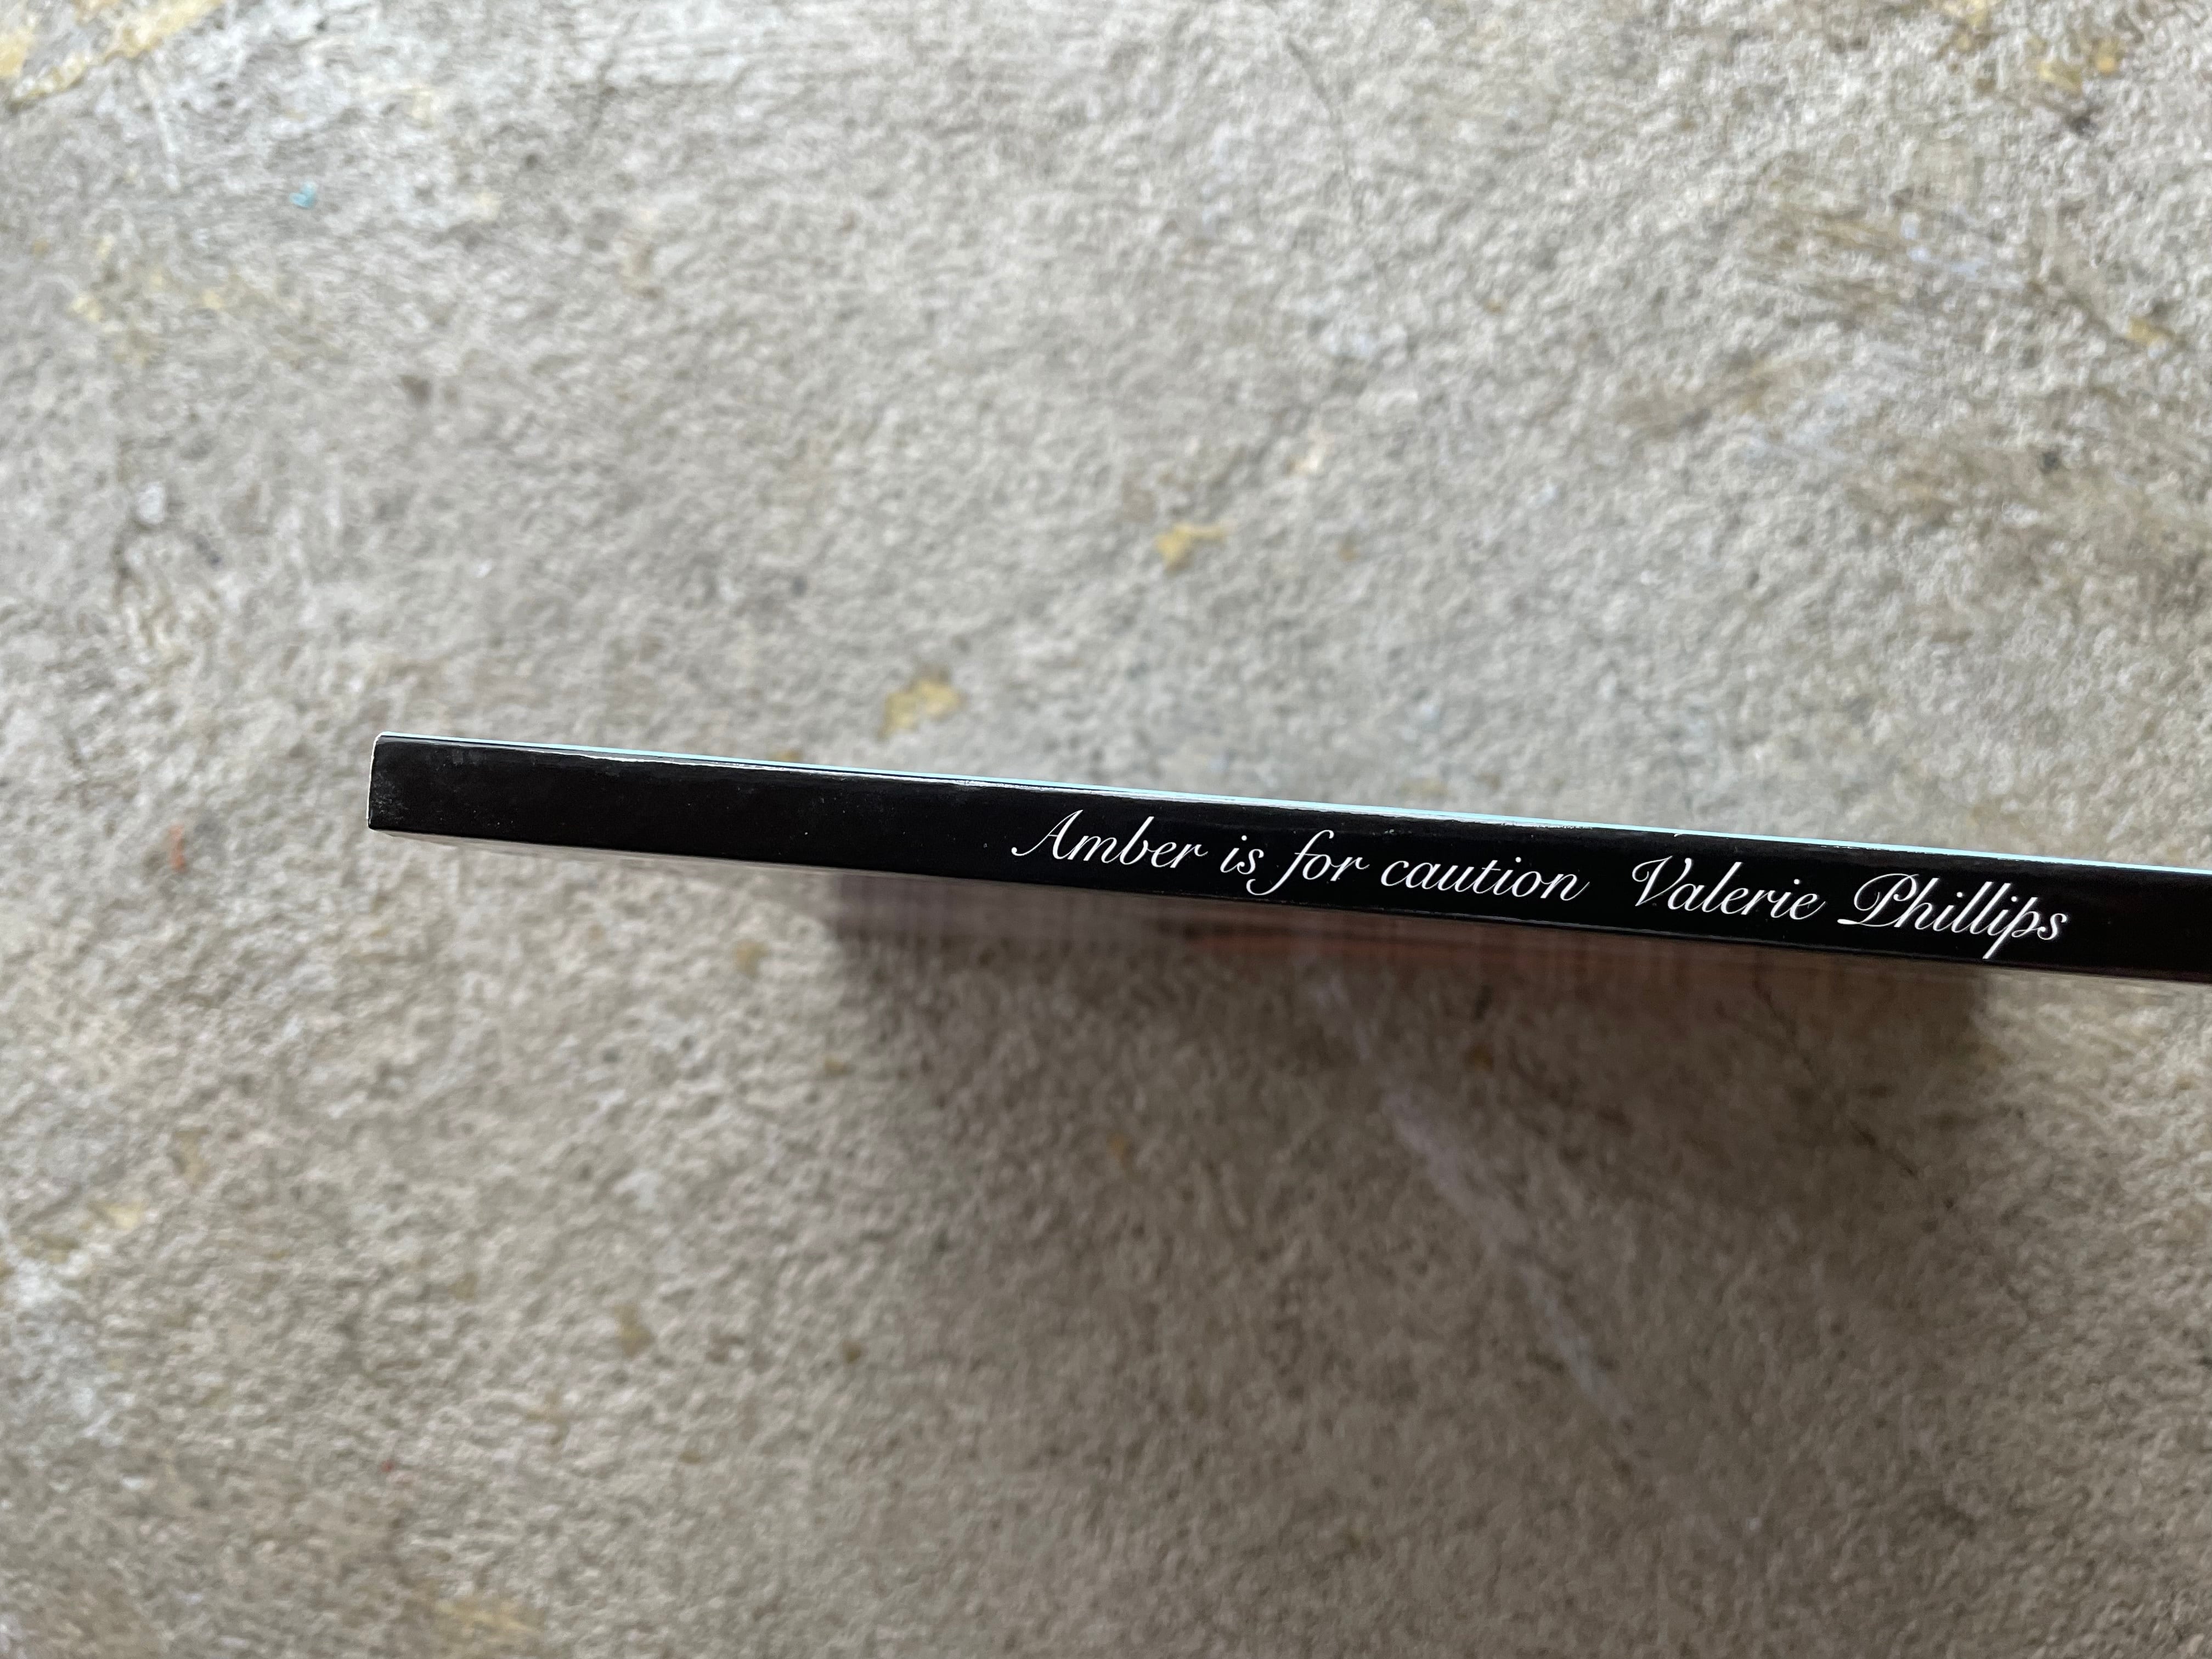 Amber is for caution Valerie Phillips